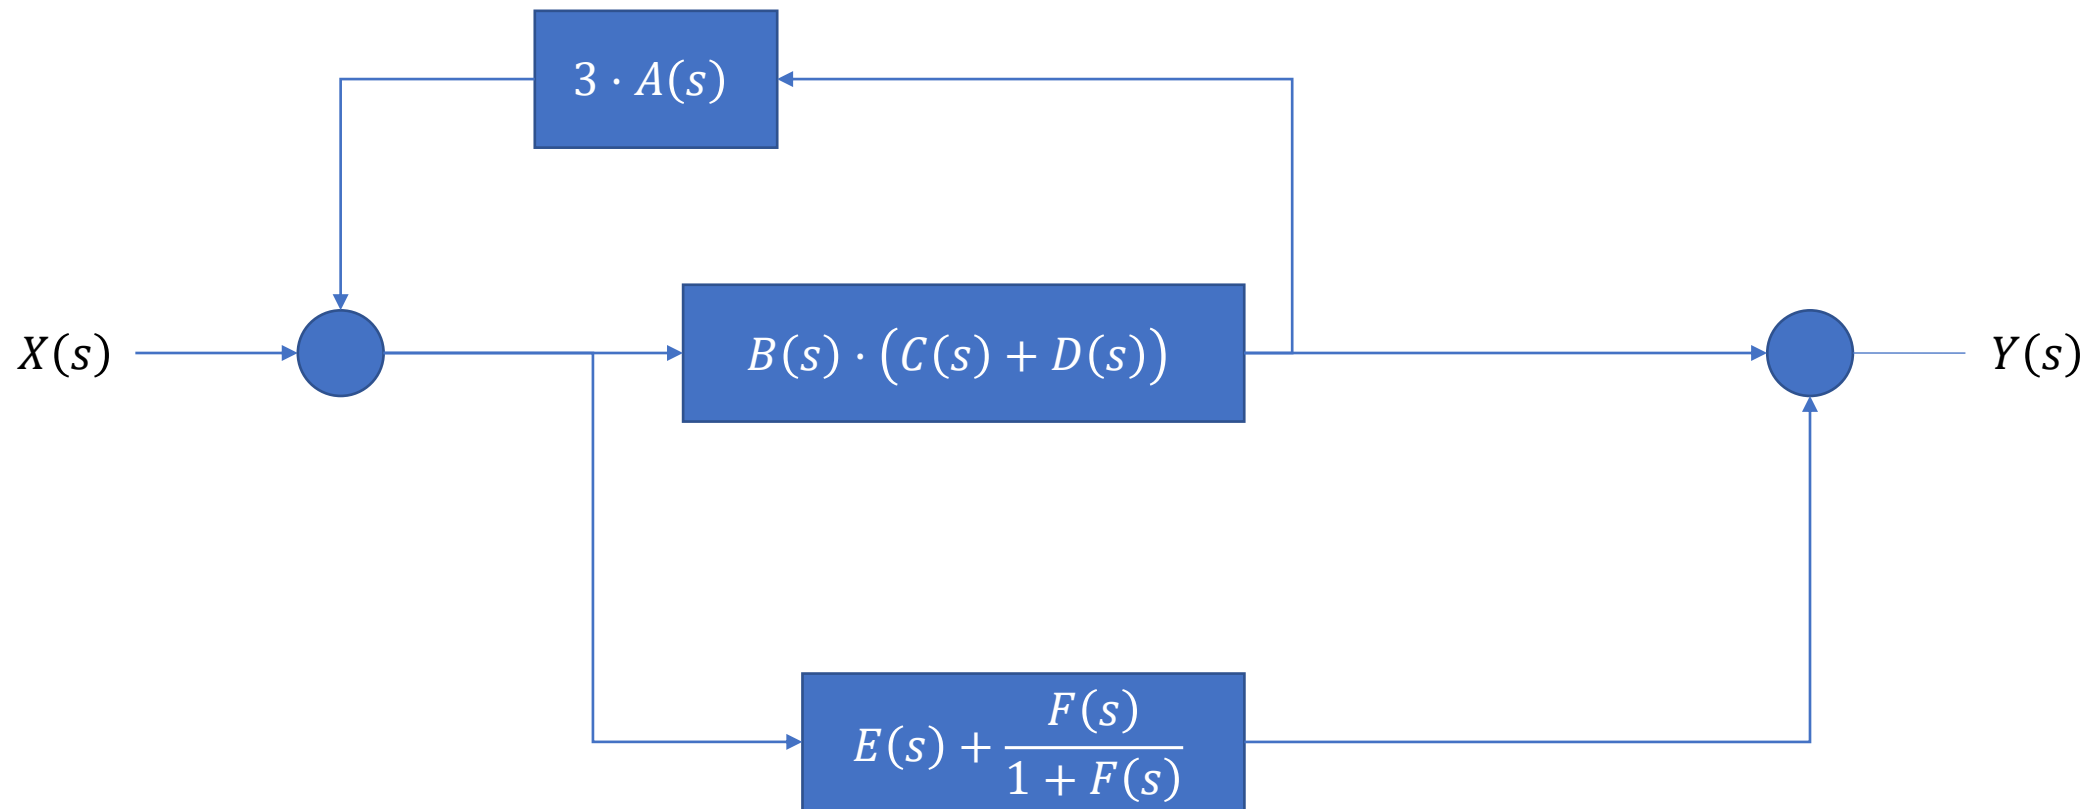 3 · A(s)
X(s)
B(s) · (C(s) + D(s))
Y(s)
E(s) + F(s) / 1 + F(s)